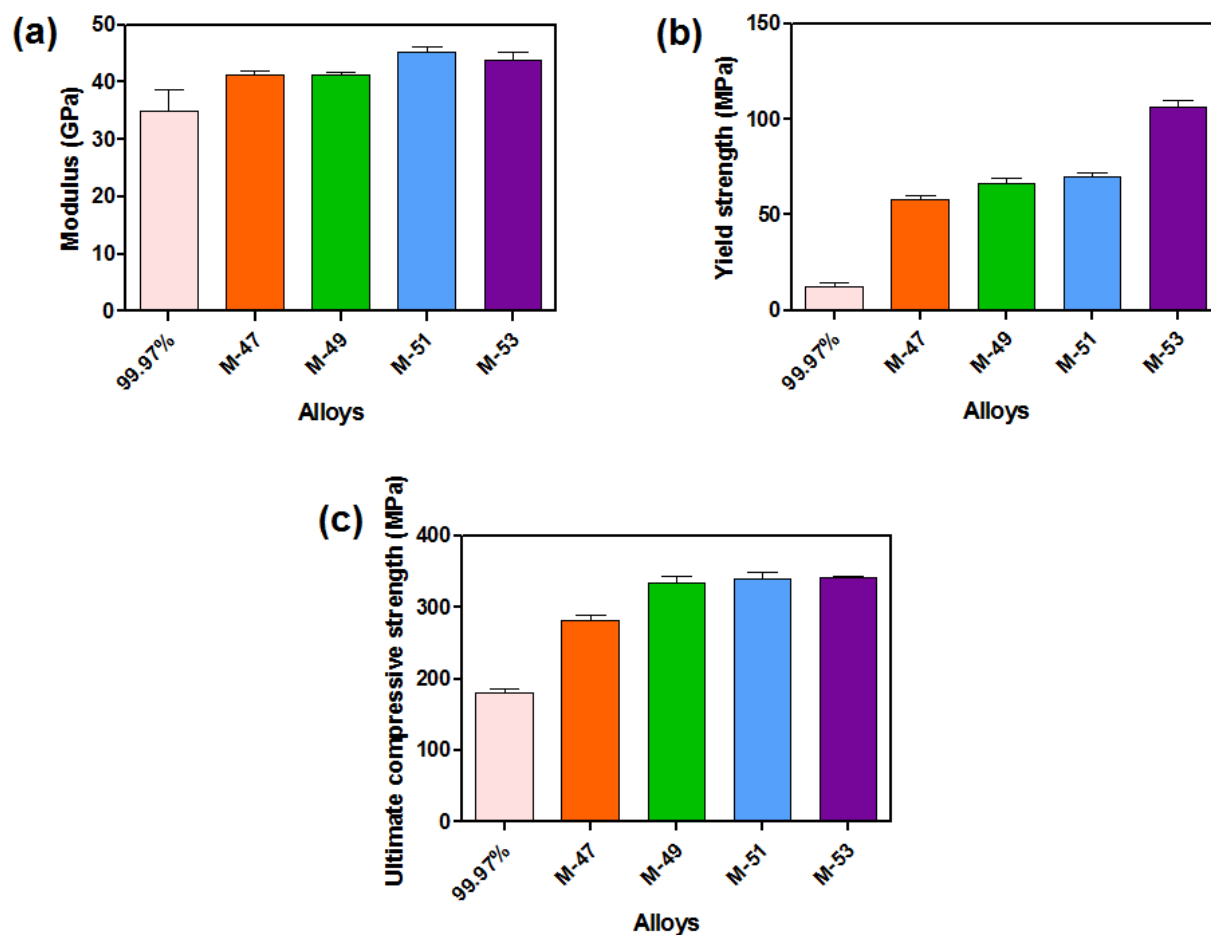 (a)
Modulus (GPa)
50
40
30
20
10
0
99.97%
M-47
M-49
M-51
M-53
Alloys
(b)
Yield strength (MPa)
150
100
50
0
99.97%
M-47
M-49
M-51
M-53
Alloys
(c)
Ultimate compressive strength (MPa)
400
300
200
100
0
99.97%
M-47
M-49
M-51
M-53
Alloys